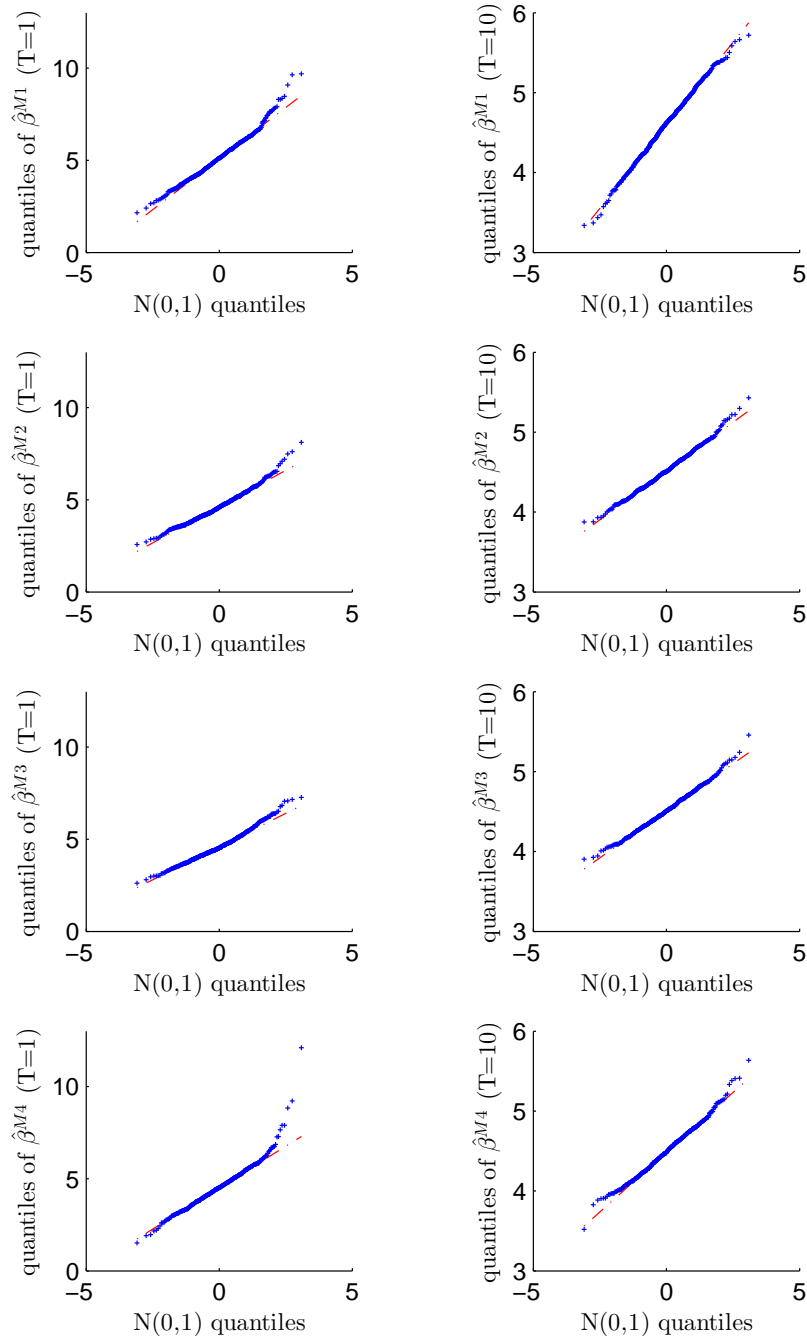 quantiles of β̂^{M1} (T=1)
10
5
0
−5 0 5
N(0,1) quantiles
quantiles of β̂^{M1} (T=10)
6
5
4
3
−5 0 5
N(0,1) quantiles
quantiles of β̂^{M2} (T=1)
10
5
0
−5 0 5
N(0,1) quantiles
quantiles of β̂^{M2} (T=10)
6
5
4
3
−5 0 5
N(0,1) quantiles
quantiles of β̂^{M3} (T=1)
10
5
0
−5 0 5
N(0,1) quantiles
quantiles of β̂^{M3} (T=10)
6
5
4
3
−5 0 5
N(0,1) quantiles
quantiles of β̂^{M4} (T=1)
10
5
0
−5 0 5
N(0,1) quantiles
quantiles of β̂^{M4} (T=10)
6
5
4
3
−5 0 5
N(0,1) quantiles